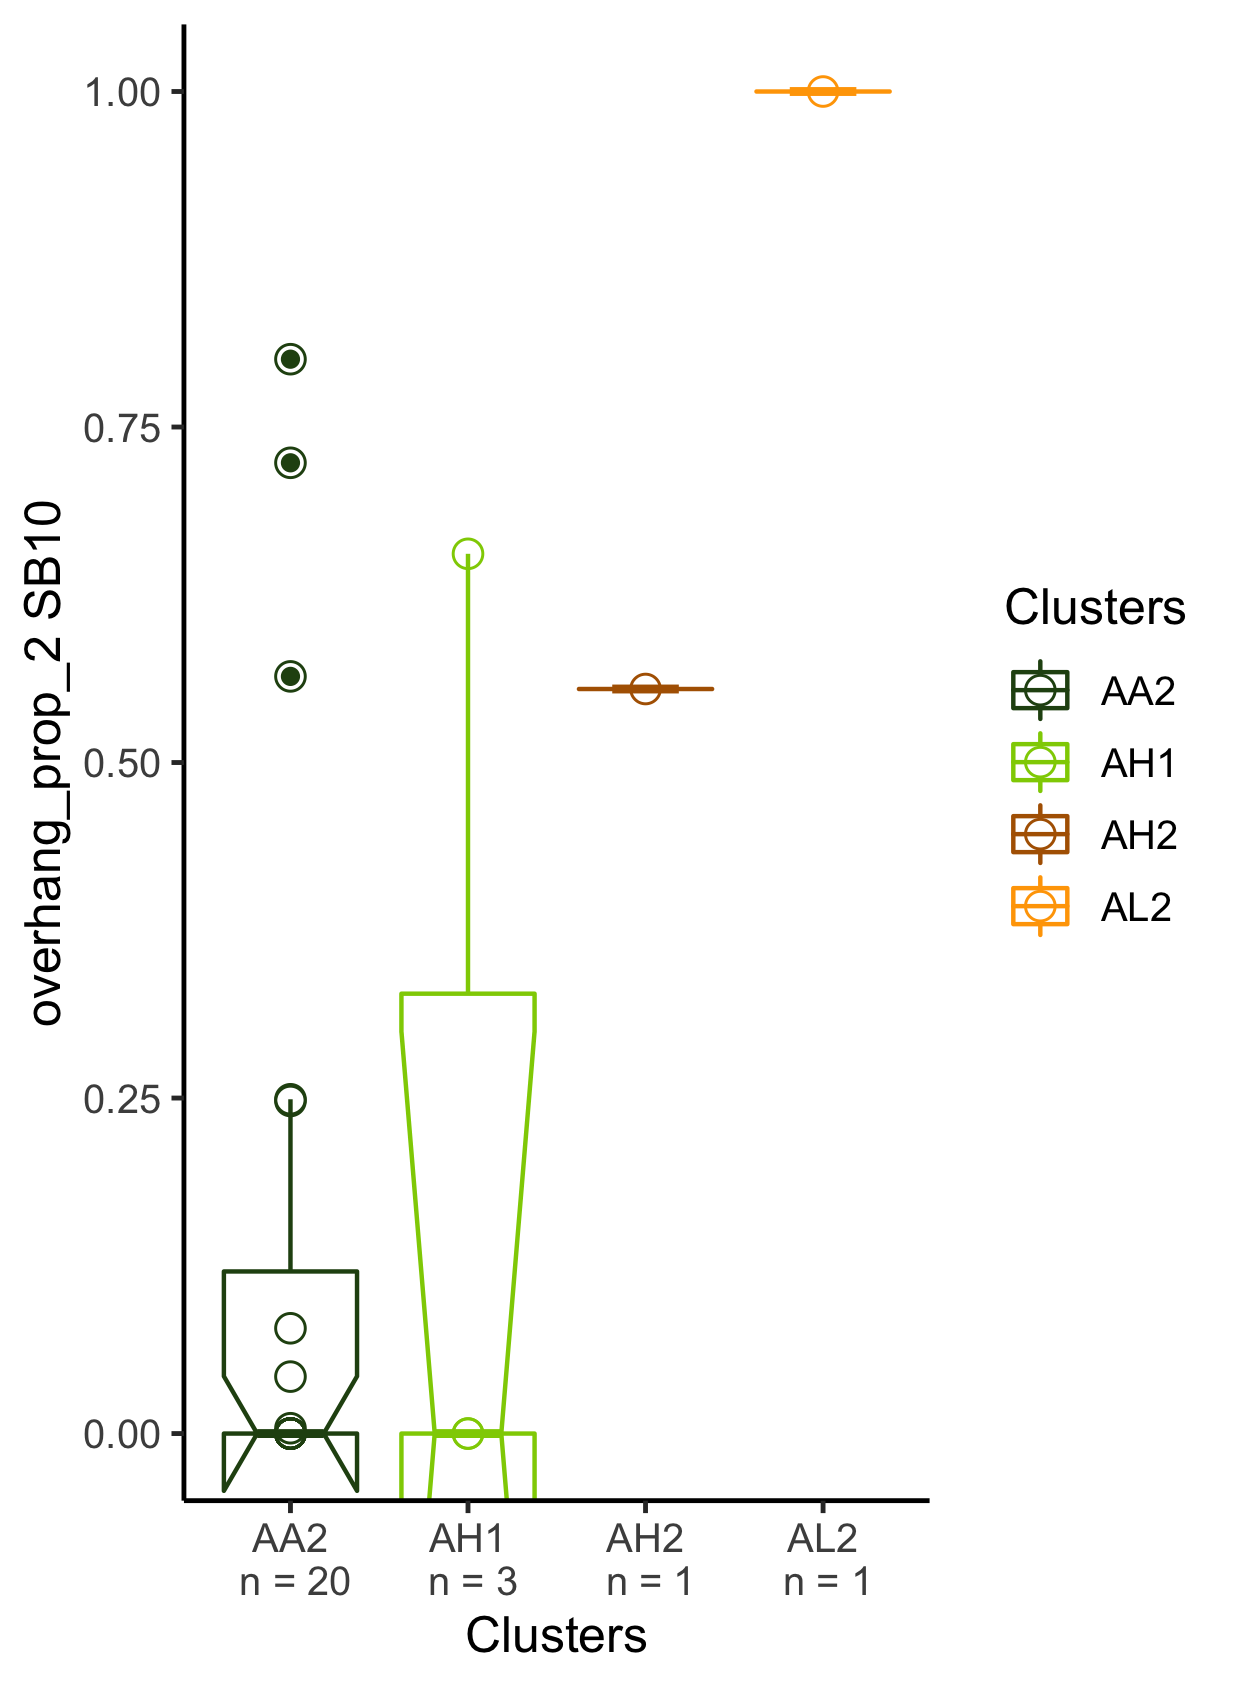 overhang_prop_2 SB10
1.00
0.75
0.50
0.25
0.00
AA2
n = 20
AH1
n = 3
AH2
n = 1
AL2
n = 1
Clusters
Clusters
AA2
AH1
AH2
AL2